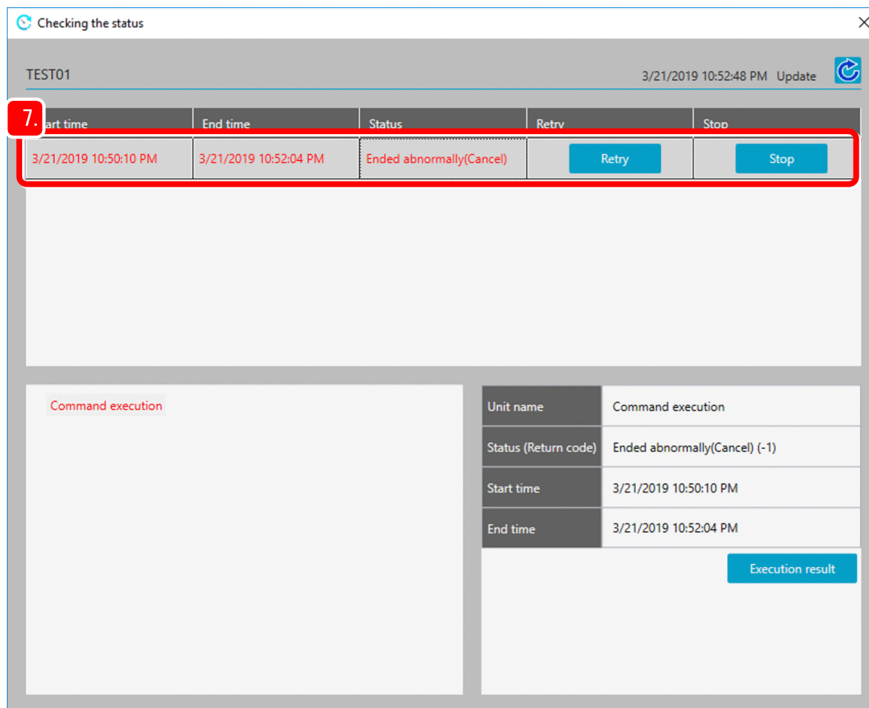 Checking the status
TEST01
3/21/2019 10:52:48 PM Update
7.
art time End time Status Retry Stop
3/21/2019 10:50:10 PM 3/21/2019 10:52:04 PM Ended abnormally(Cancel) Retry Stop
Command execution
Unit name Command execution
Status (Return code) Ended abnormally(Cancel) (-1)
Start time 3/21/2019 10:50:10 PM
End time 3/21/2019 10:52:04 PM
Execution result